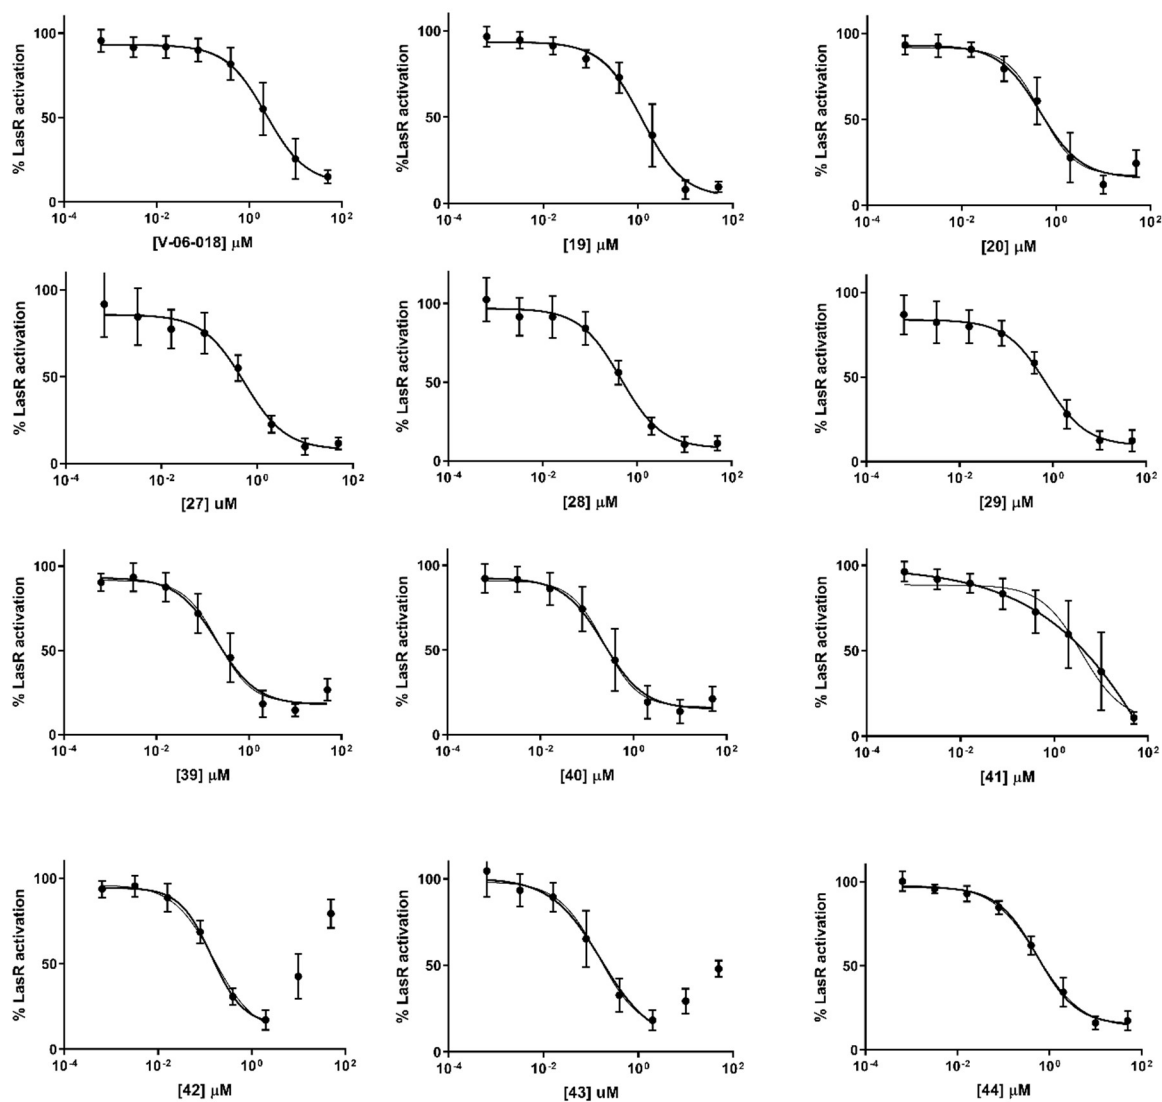 % LasR activation
100
50
0
10-4 10-2 100 102
[V-06-018] μM
%LasR activation
100
50
0
10-4 10-2 100 102
[19] μM
% LasR activation
100
50
0
10-4 10-2 100 102
[20] μM
% LasR activation
100
50
0
10-4 10-2 100 102
[27] uM
% LasR activation
100
50
0
10-4 10-2 100 102
[28] μM
% LasR activation
100
50
0
10-4 10-2 100 102
[29] μM
% LasR activation
100
50
0
10-4 10-2 100 102
[39] μM
% LasR activation
100
50
0
10-4 10-2 100 102
[40] μM
% LasR activation
100
50
0
10-4 10-2 100 102
[41] μM
% LasR activation
100
50
0
10-4 10-2 100 102
[42] μM
% LasR activation
100
50
0
10-4 10-2 100 102
[43] uM
% LasR activation
100
50
0
10-4 10-2 100 102
[44] μM